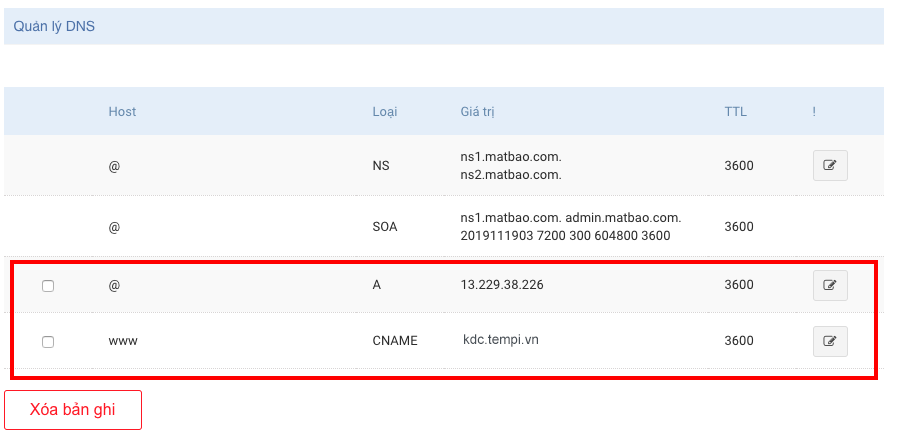 Quản lý DNS
Host Loại Giá trị TTL !
@ NS ns1.matbao.com. 3600
ns2.matbao.com.
@ SOA ns1.matbao.com. admin.matbao.com. 3600
2019111903 7200 300 604800 3600
@ A 13.229.38.226 3600
www CNAME kdc.tempi.vn 3600
Xóa bản ghi